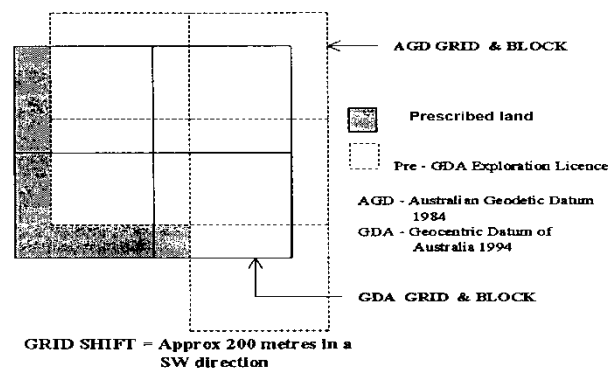 AGD GRID & BLOCK
Prescribed land
Pre - GDA Exploration Licence
AGD - Australian Geodetic Datum
1984
GDA - Geocentric Datum of
Australia 1994
GDA GRID & BLOCK
GRID SHIFT = Approx 200 metres in a
SW direction